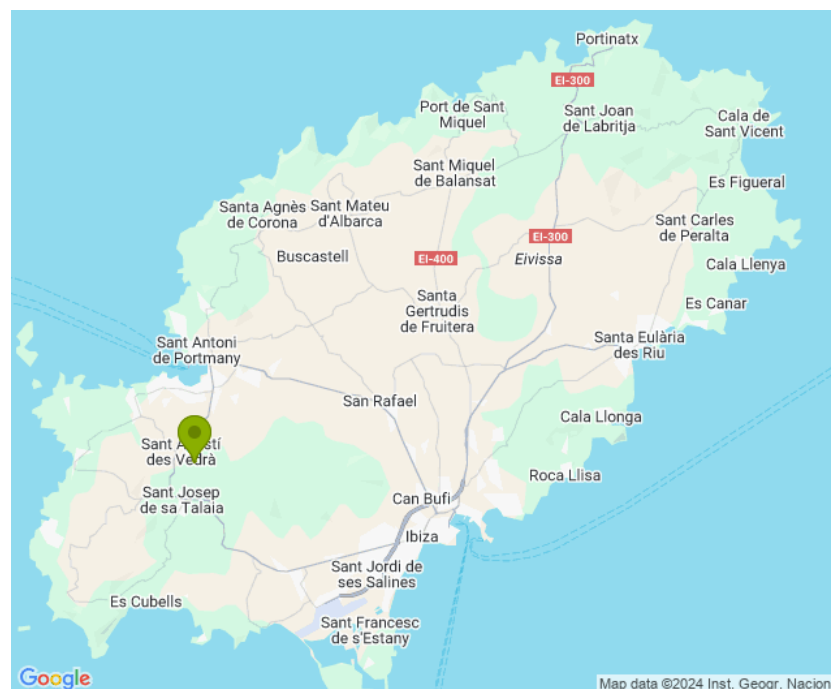 Portinatx
EI-300
Port de Sant
Miquel
Sant Joan
de Labritja
Cala de
Sant Vicent
Sant Miquel
de Balansat
Es Figueral
Santa Agnès
de Corona
Sant Mateu
d'Albarca
Sant Carles
de Peralta
EI-300
Buscastell
EI-400
Eivissa
Cala Llenya
Santa
Gertrudis
de Fruitera
Es Canar
Sant Antoni
de Portmany
Santa Eulària
des Riu
San Rafael
Cala Llonga
Sant
des Vedrà
Roca Llisa
Sant Josep
de sa Talaia
Can Bufi
Ibiza
Sant Jordi de
ses Salines
Es Cubells
Sant Francesc
de s'Estany
Google
Map data ©2024 Inst. Geogr. Nacion